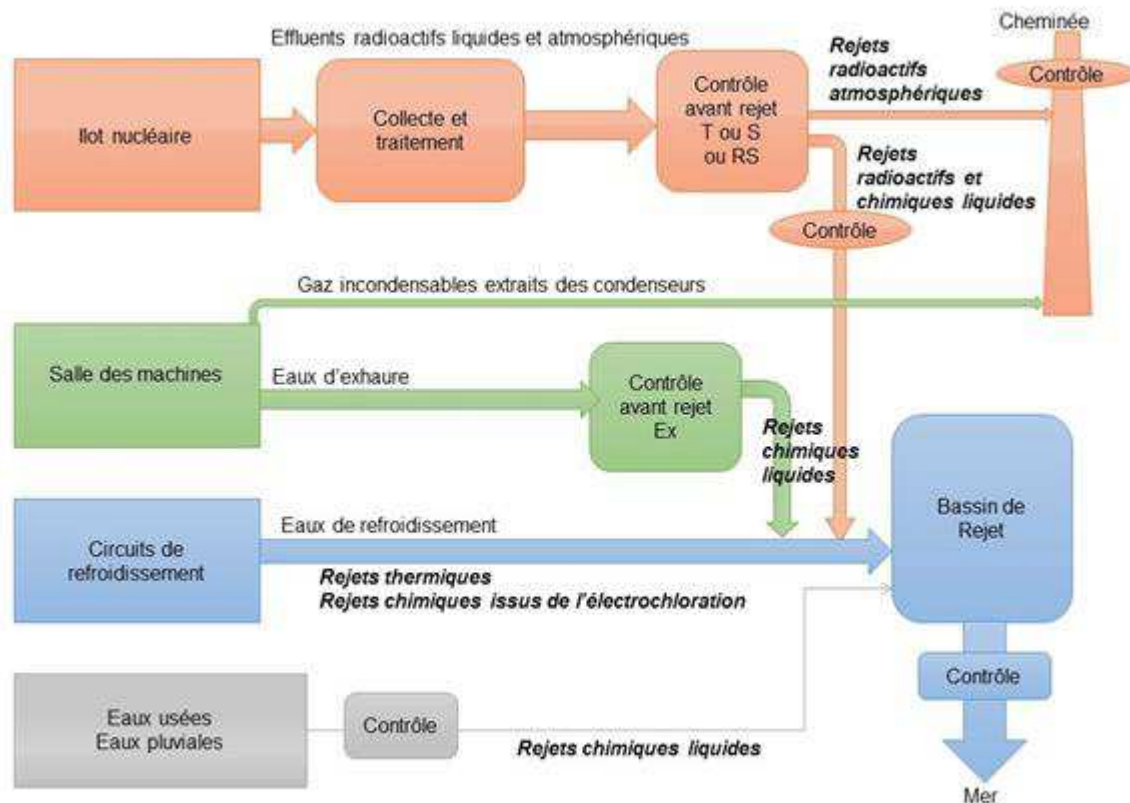 Cheminée
Effluents radioactifs liquides et atmosphériques
Ilot nucléaire
Collecte et
traitement
Contrôle
avant rejet
T ou S
ou RS
Rejets
radioactifs
atmosphériques
Contrôle
Rejets
radioactifs et
chimiques liquides
Contrôle
Gaz incondensables extraits des condenseurs
Salle des machines
Eaux d'exhaure
Contrôle
avant rejet
Ex
Rejets
chimiques
liquides
Circuits de
refroidissement
Eaux de refroidissement
Rejets thermiques
Rejets chimiques issus de l'électrochloration
Bassin de
Rejet
Eaux usées
Eaux pluviales
Contrôle
Rejets chimiques liquides
Contrôle
Mer